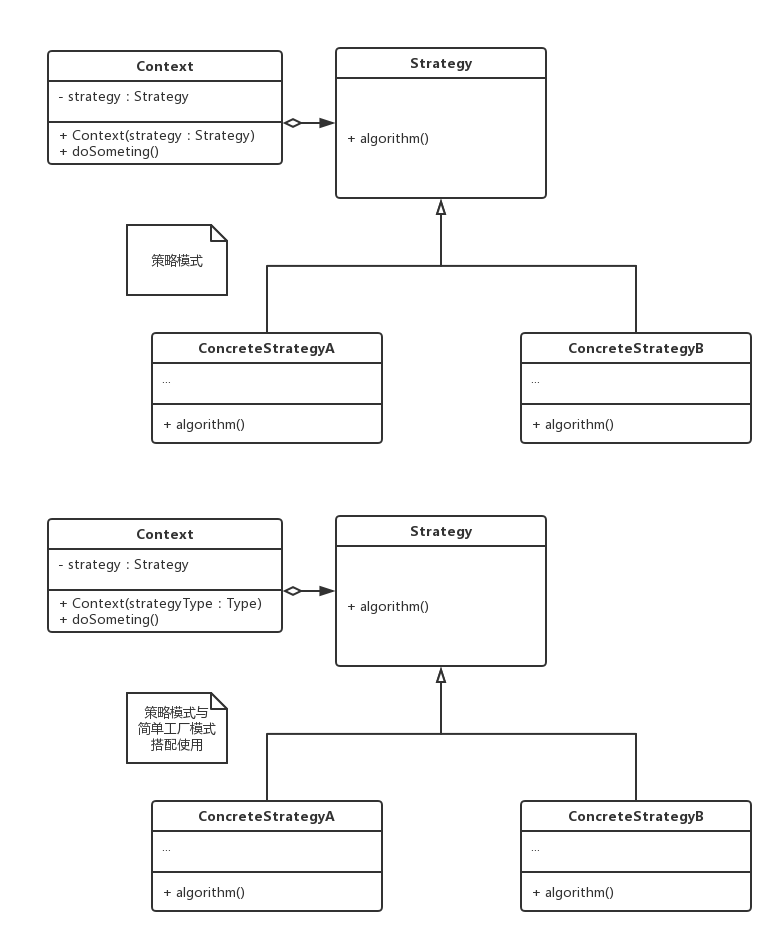 Context
- strategy : Strategy
+ Context(strategy : Strategy)
+ doSometing()
Strategy
+ algorithm()
策略模式
ConcreteStrategyA
...
+ algorithm()
ConcreteStrategyB
...
+ algorithm()
Context
- strategy : Strategy
+ Context(strategyType : Type)
+ doSometing()
Strategy
+ algorithm()
策略模式与
简单工厂模式
搭配使用
ConcreteStrategyA
...
+ algorithm()
ConcreteStrategyB
...
+ algorithm()